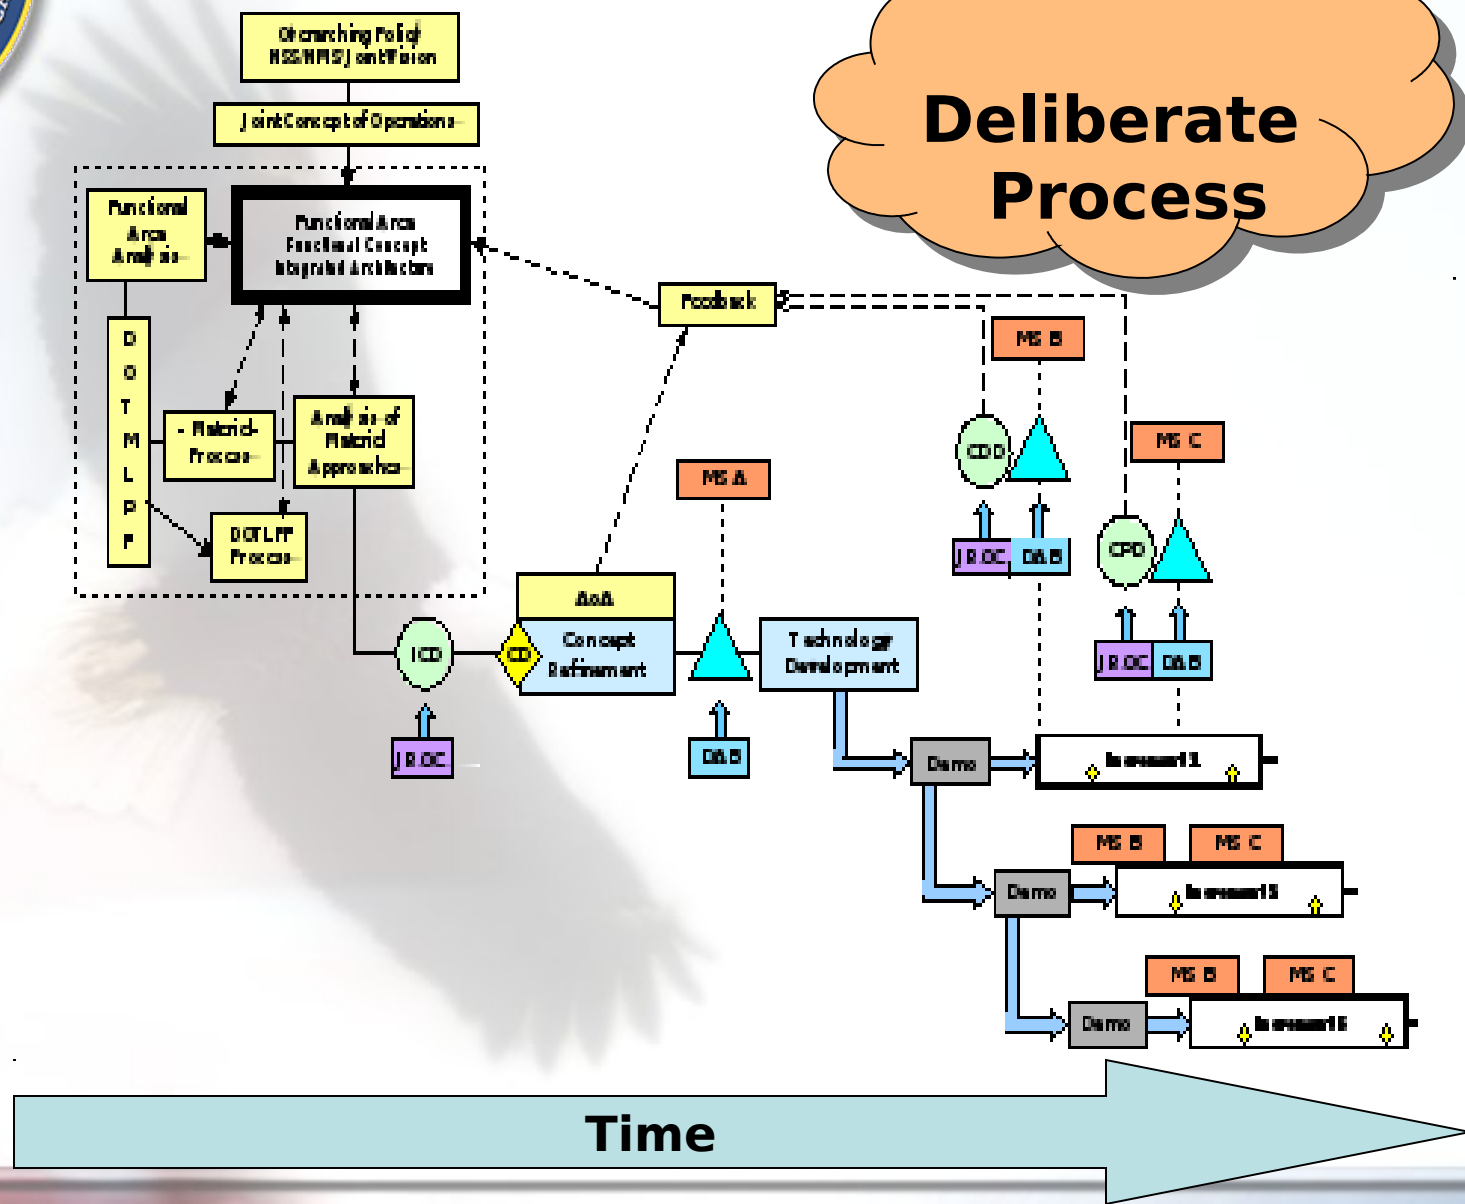 Deliberate
Process
Overarching Policy
NSS/NMS/Joint Vision
Joint Concept of Operations
Functional
Area
Analysis
Functional Area
Functional Concept
Integrated Architecture
Feedback
D
O
T
M
L
P
F
MS B
- Materiel
Process
Analysis of
Materiel
Approaches
CDD
MS C
MS A
DOTLPF
Process
JROC
DAB
CPD
AoA
ICD
CD
Concept
Refinement
Technology
Development
JROC
DAB
JROC
DAB
Demo
Increment 1
MS B
MS C
Demo
Increment
MS B
MS C
Demo
Increment
Time